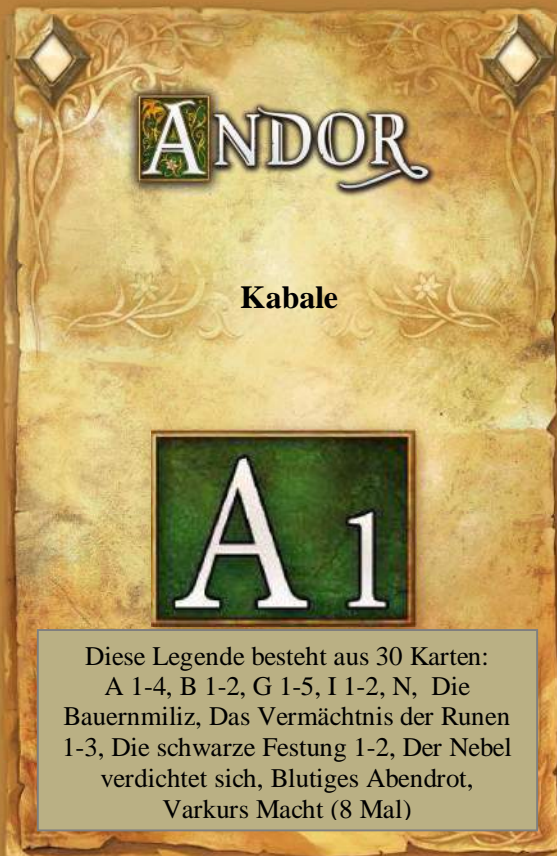 ANDOR
Kabale
A 1
Diese Legende besteht aus 30 Karten:
A 1-4, B 1-2, G 1-5, I 1-2, N, Die
Bauernmiliz, Das Vermächtnis der Runen
1-3, Die schwarze Festung 1-2, Der Nebel
verdichtet sich, Blutiges Abendrot,
Varkurs Macht (8 Mal)